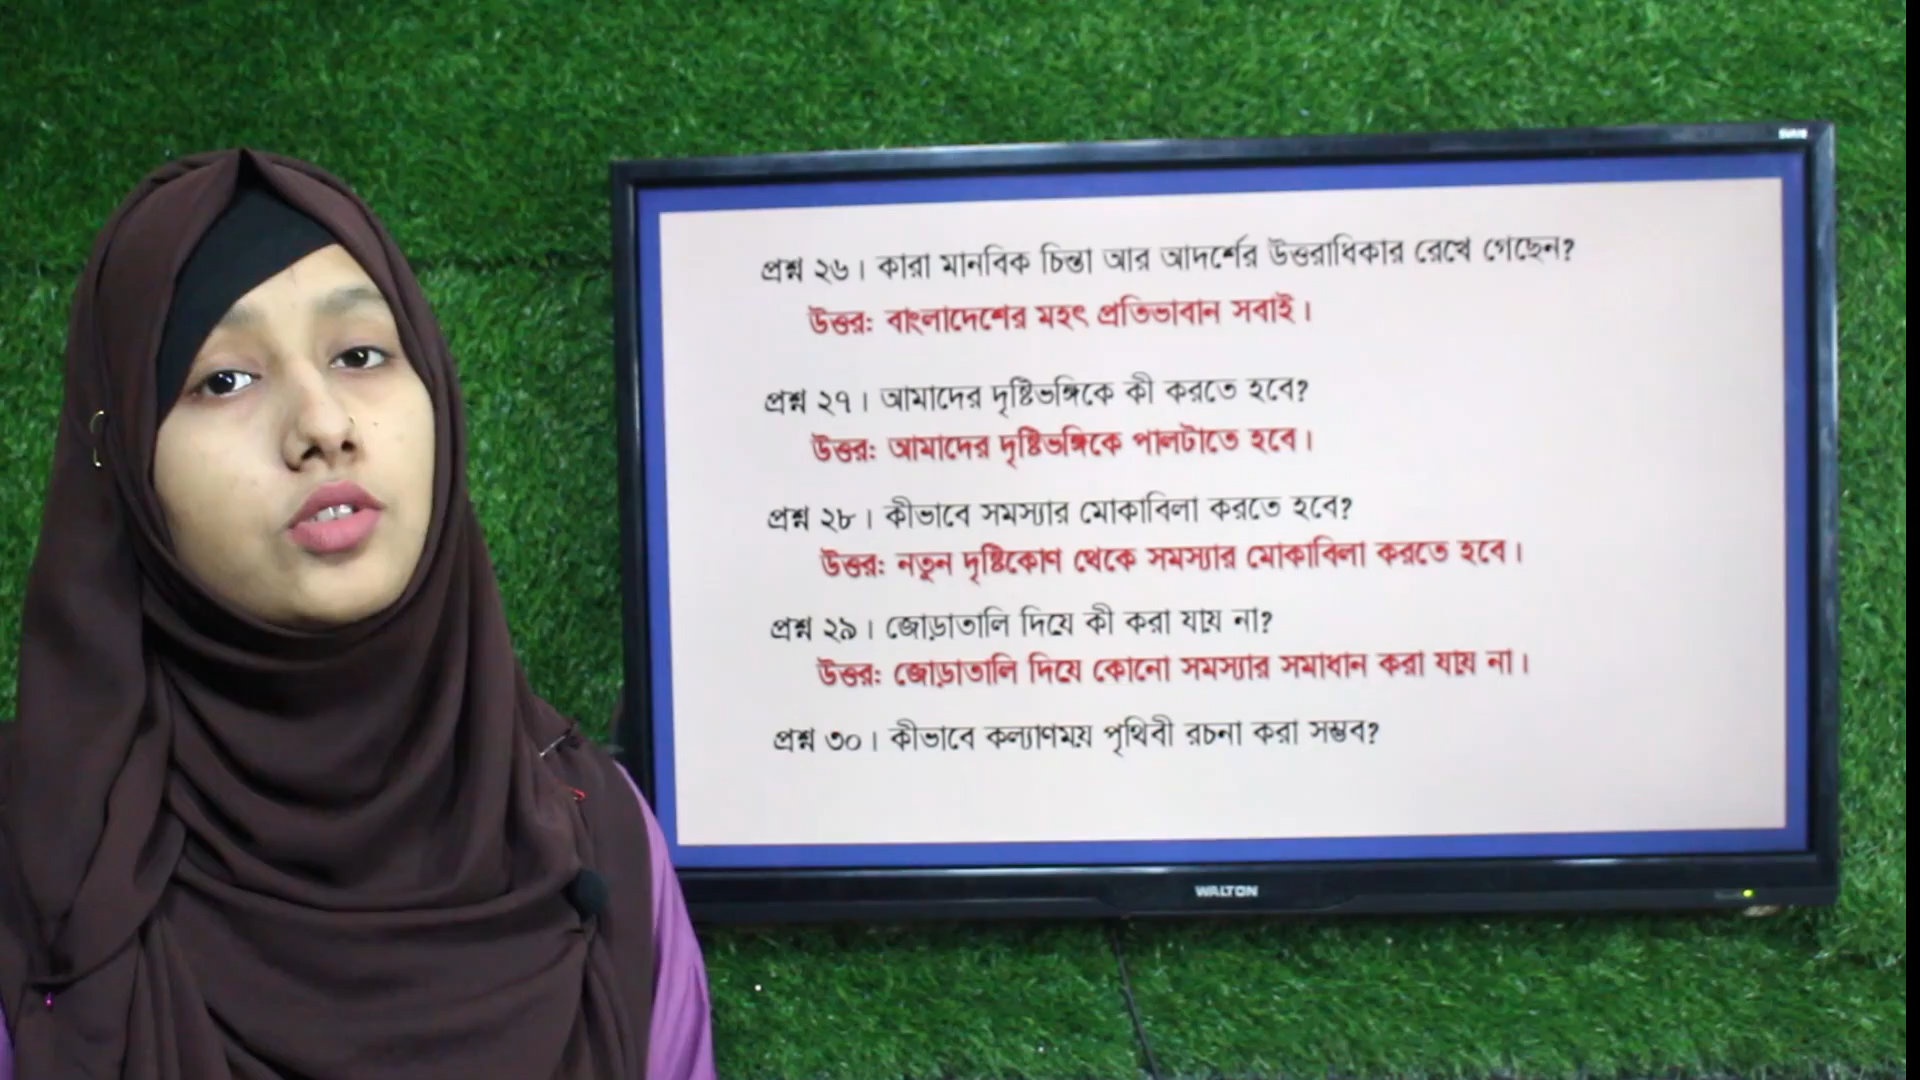 প্রশ্ন ২৬। কারা মানবিক চিন্তা আর আদর্শের উত্তরাধিকার রেখে গেছেন?
উত্তর: বাংলাদেশের মহৎ প্রতিভাবান সবাই।
প্রশ্ন ২৭। আমাদের দৃষ্টিভঙ্গিকে কী করতে হবে?
উত্তর: আমাদের দৃষ্টিভঙ্গিকে পালটাতে হবে।
প্রশ্ন ২৮। কীভাবে সমস্যার মোকাবিলা করতে হবে?
উত্তর: নতুন দৃষ্টিকোণ থেকে সমস্যার মোকাবিলা করতে হবে।
প্রশ্ন ২৯। জোড়াতালি দিয়ে কী করা যায় না?
উত্তর: জোড়াতালি দিয়ে কোনো সমস্যার সমাধান করা যায় না।
প্রশ্ন ৩০। কীভাবে কল্যাণময় পৃথিবী রচনা করা সম্ভব?
WALTON